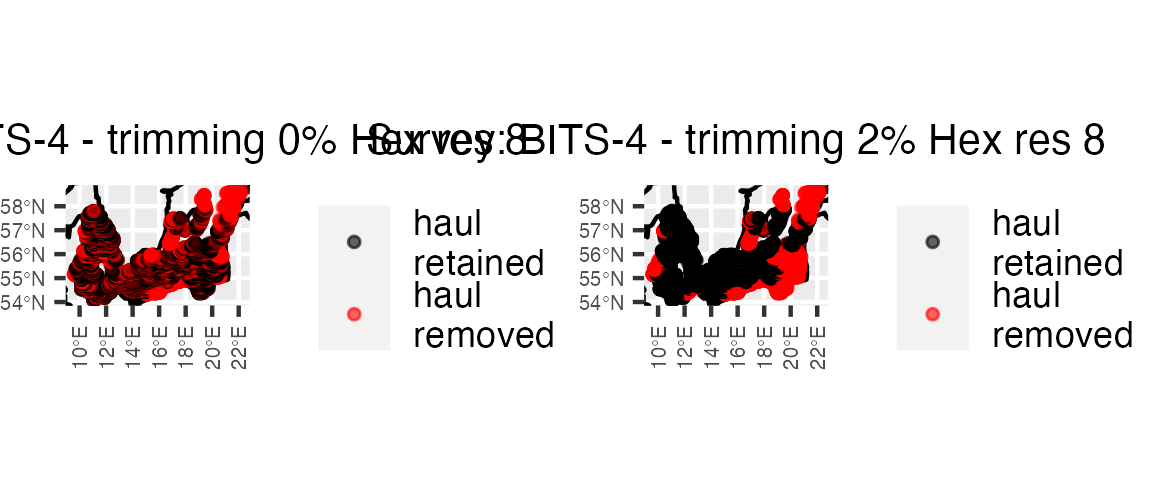 TS-4 - trimming 0% Hex res 8
Survey: BITS-4 - trimming 2% Hex res 8
58°N
57°N
56°N
55°N
54°N
10°E
12°E
14°E
16°E
18°E
20°E
22°E
haul
retained
haul
removed
58°N
57°N
56°N
55°N
54°N
10°E
12°E
14°E
16°E
18°E
20°E
22°E
haul
retained
haul
removed